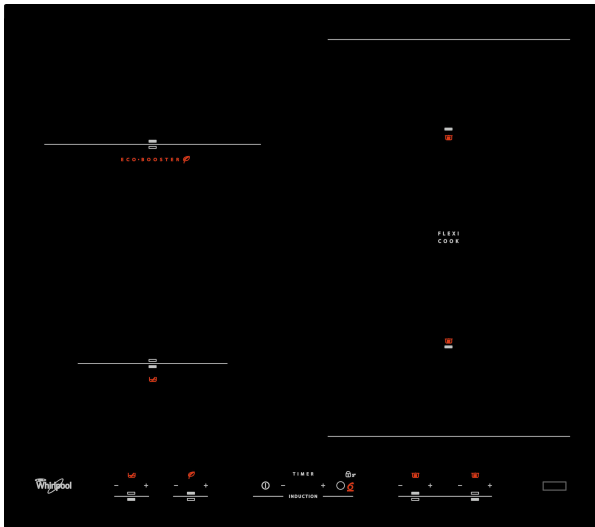 ECO-BOOSTER
FLEXI
COOK
TIMER
Whirlpool
- +
- +
- +
- +
- +
INDUCTION